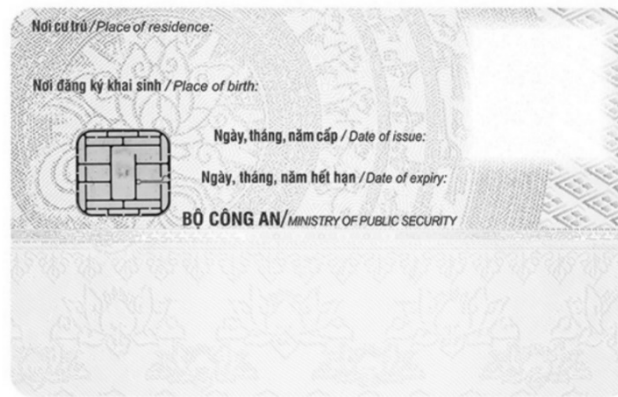 Nơi cư trú / Place of residence:
Nơi đăng ký khai sinh / Place of birth:
Ngày, tháng, năm cấp / Date of issue:
Ngày, tháng, năm hết hạn / Date of expiry:
BỘ CÔNG AN/MINISTRY OF PUBLIC SECURITY